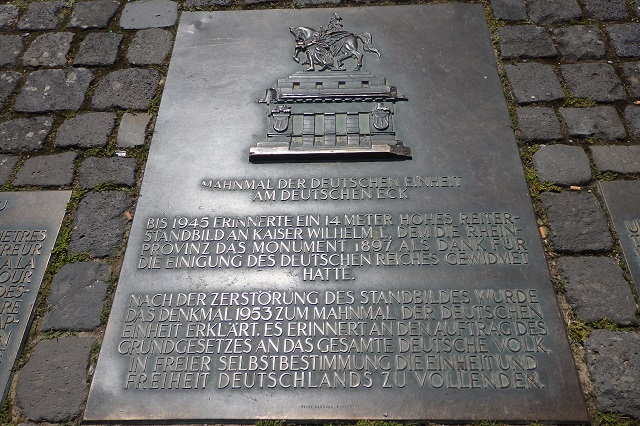 MAHNMAL DER DEUTSCHEN EINHEIT
AM DEUTSCHEN ECK
BIS 1945 ERINNERTE EIN 14 METER HOHES REITER-
STANDBILD AN KAISER WILHELM I., DEM DIE RHEIN-
PROVINZ DAS MONUMENT 1897 ALS DANK FÜR
DIE EINIGUNG DES DEUTSCHEN REICHES GEWIDMET
HATTE.
NACH DER ZERSTÖRUNG DES STANDBILDES WURDE
DAS DENKMAL 1953 ZUM MAHNMAL DER DEUTSCHEN
EINHEIT ERKLÄRT. ES ERINNERT AN DEN AUFTRAG DES
GRUNDGESETZES AN DAS GESAMTE DEUTSCHE VOLK,
IN FREIER SELBSTBESTIMMUNG DIE EINHEIT UND
FREIHEIT DEUTSCHLANDS ZU VOLLENDEN.